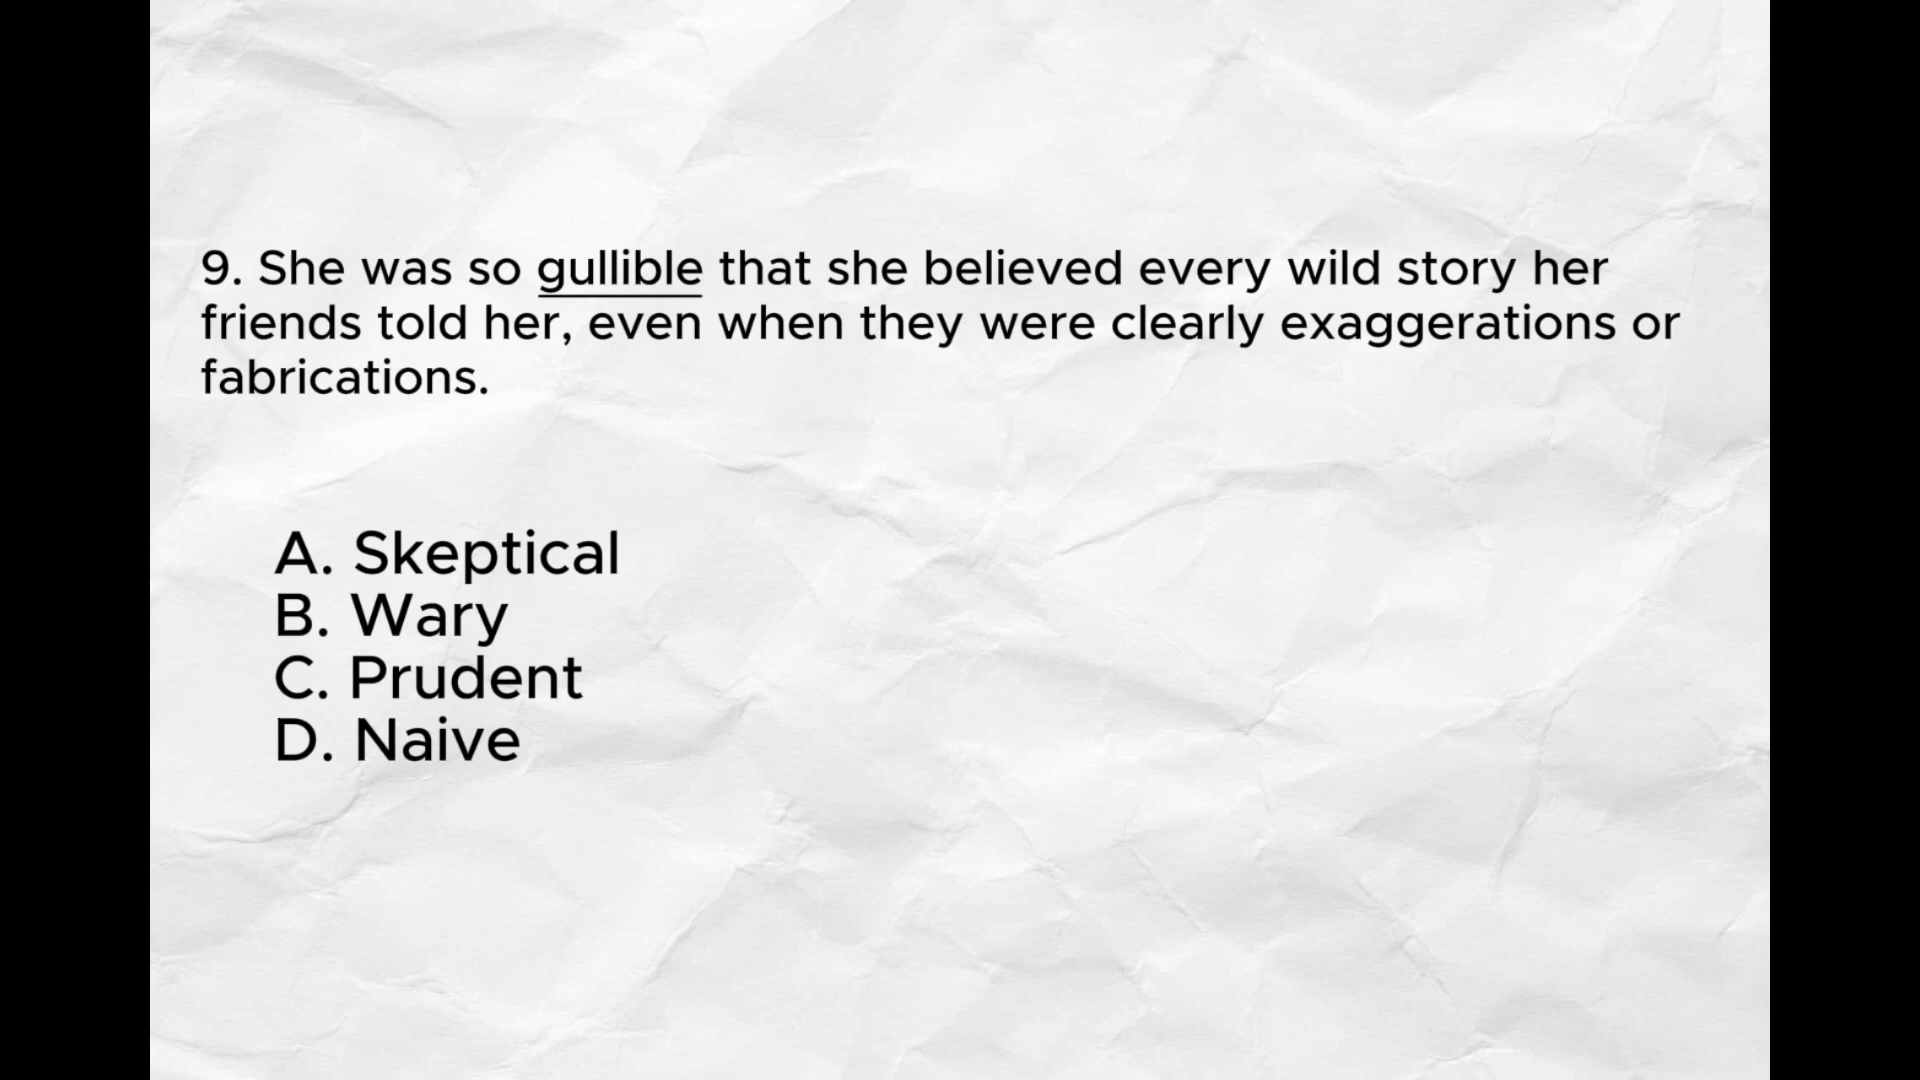 9. She was so gullible that she believed every wild story her
friends told her, even when they were clearly exaggerations or
fabrications.
A. Skeptical
B. Wary
C. Prudent
D. Naive